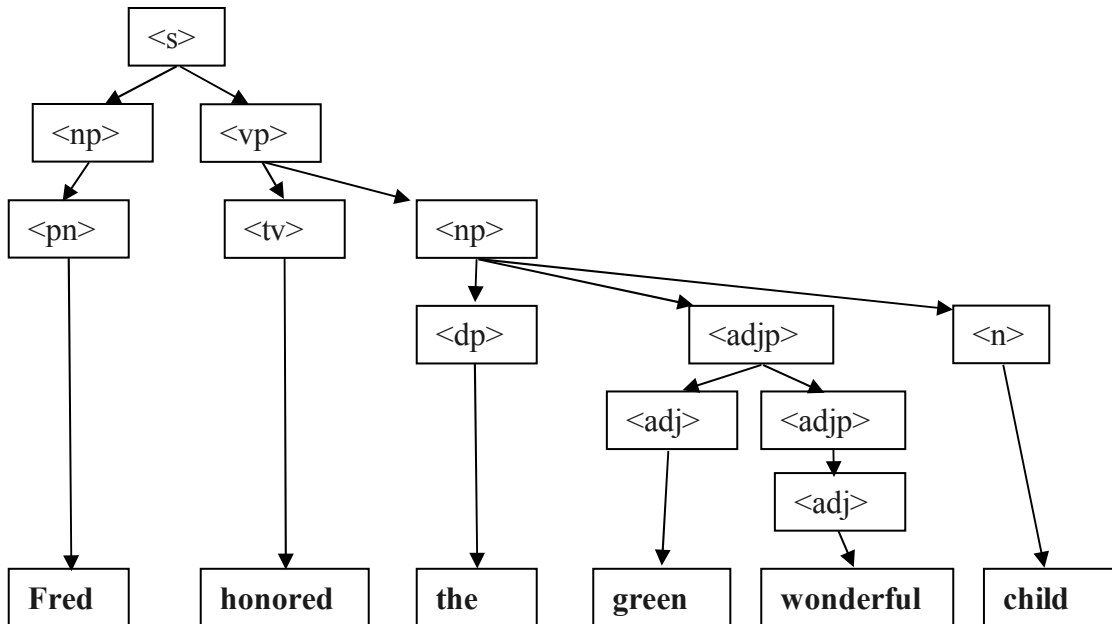 <s>
<np> <vp>
<pn> <tv> <np>
<dp> <adjp> <n>
<adj> <adjp>
<adj>
Fred honored the green wonderful child